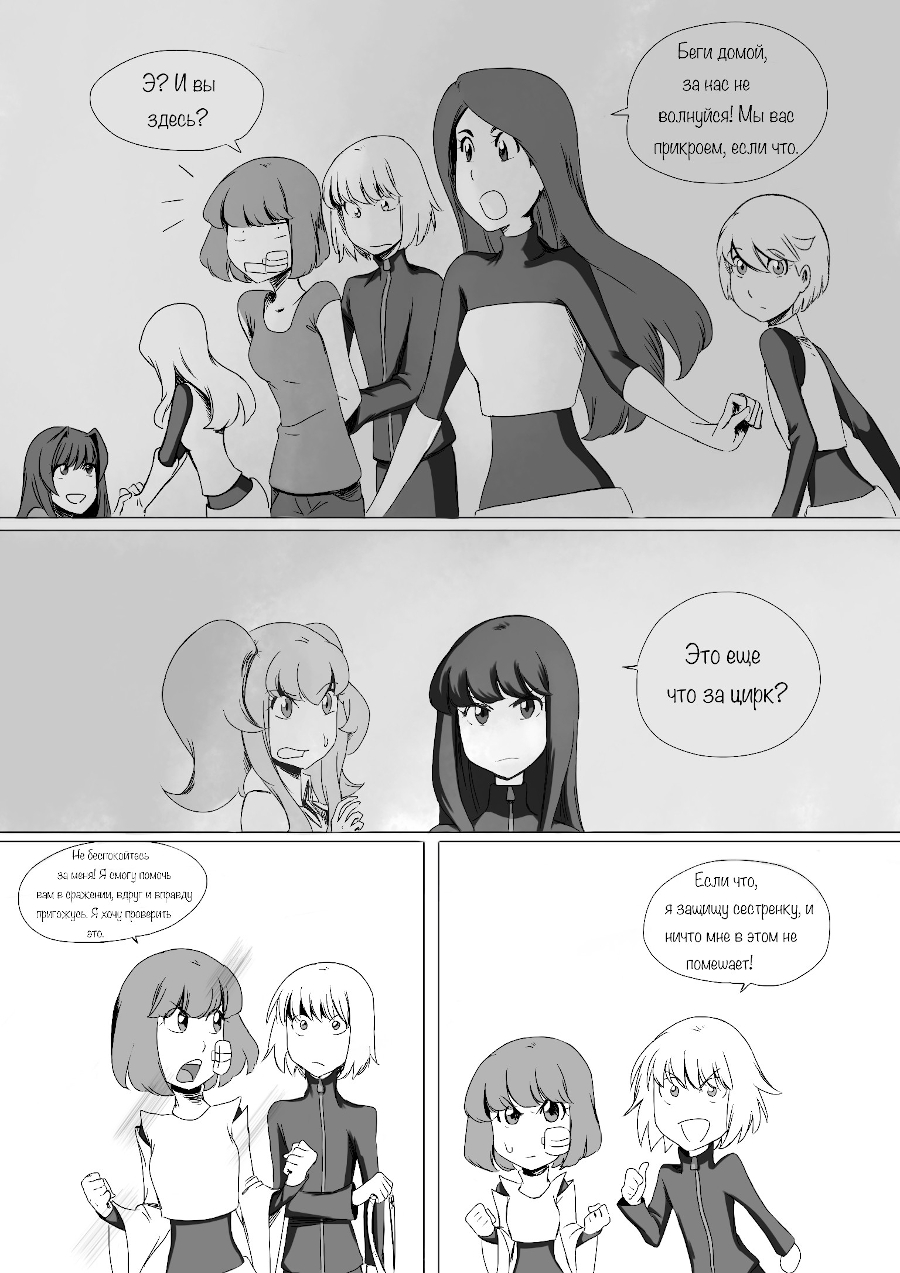 Э? И вы
здесь?
Беги домой,
за нас не
волнуйся! Мы вас
прикроем, если что.
Это еще
что за цирк?
Не беспокойтесь
за меня! Я смогу помочь
вам в сражении, вдруг и вправду
пригожусь. Я хочу проверить
это.
Если что,
я защищу сестренку, и
ничто мне в этом не
помешает!